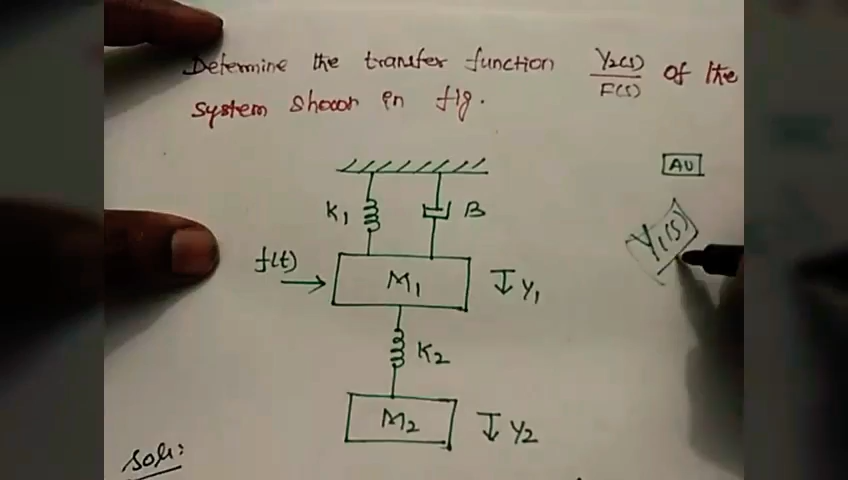 Determine the transfer function Y2(s)/F(s) of the
system shown in fig.
AU
K1
B
Y1(s)
f(t)
M1
Y1
K2
M2
Y2
Soln: